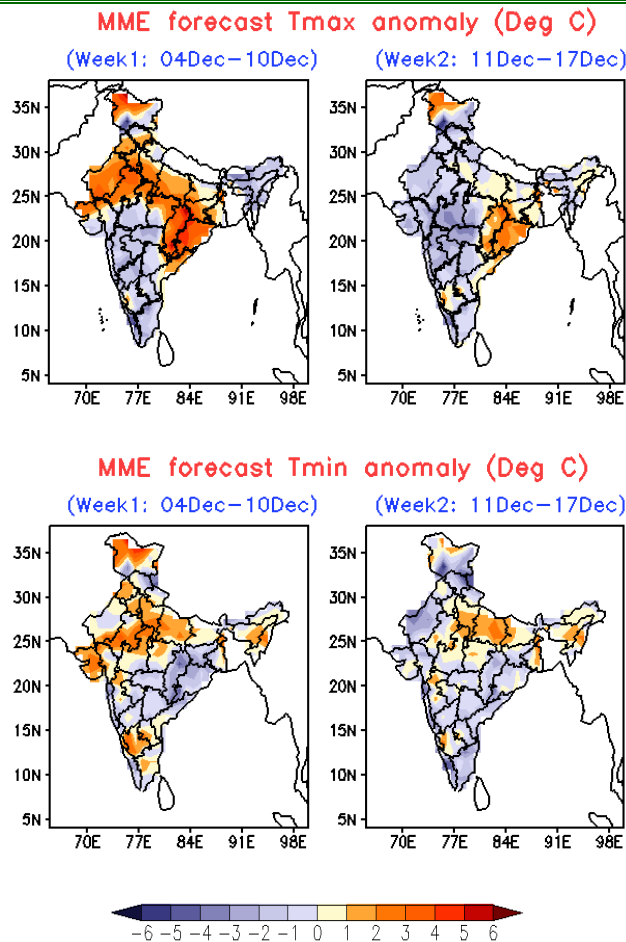 MME forecast Tmax anomaly (Deg C)
(Week1: 04Dec−10Dec) (Week2: 11Dec−17Dec)
35N 35N
30N 30N
25N 25N
20N 20N
15N 15N
10N 10N
5N 5N
70E 77E 84E 91E 98E 70E 77E 84E 91E 98E
MME forecast Tmin anomaly (Deg C)
(Week1: 04Dec−10Dec) (Week2: 11Dec−17Dec)
35N 35N
30N 30N
25N 25N
20N 20N
15N 15N
10N 10N
5N 5N
70E 77E 84E 91E 98E 70E 77E 84E 91E 98E
−6 −5 −4 −3 −2 −1 0 1 2 3 4 5 6